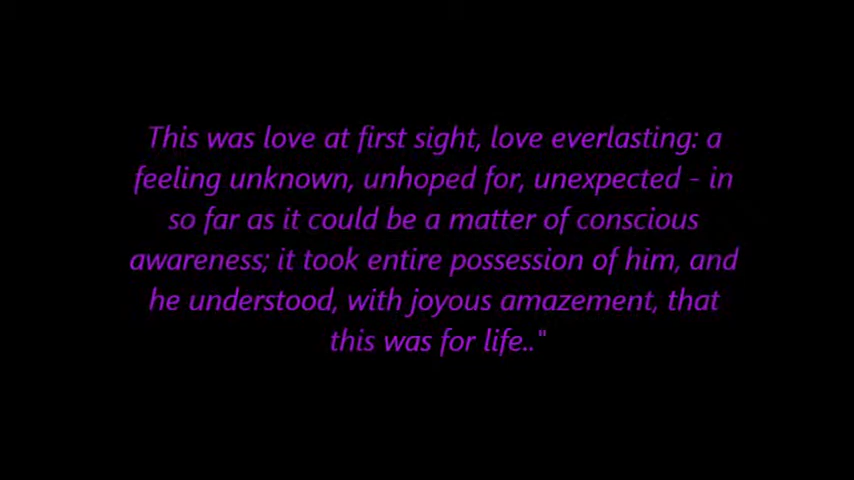 This was love at first sight, love everlasting: a
feeling unknown, unhoped for, unexpected - in
so far as it could be a matter of conscious
awareness; it took entire possession of him, and
he understood, with joyous amazement, that
this was for life.."